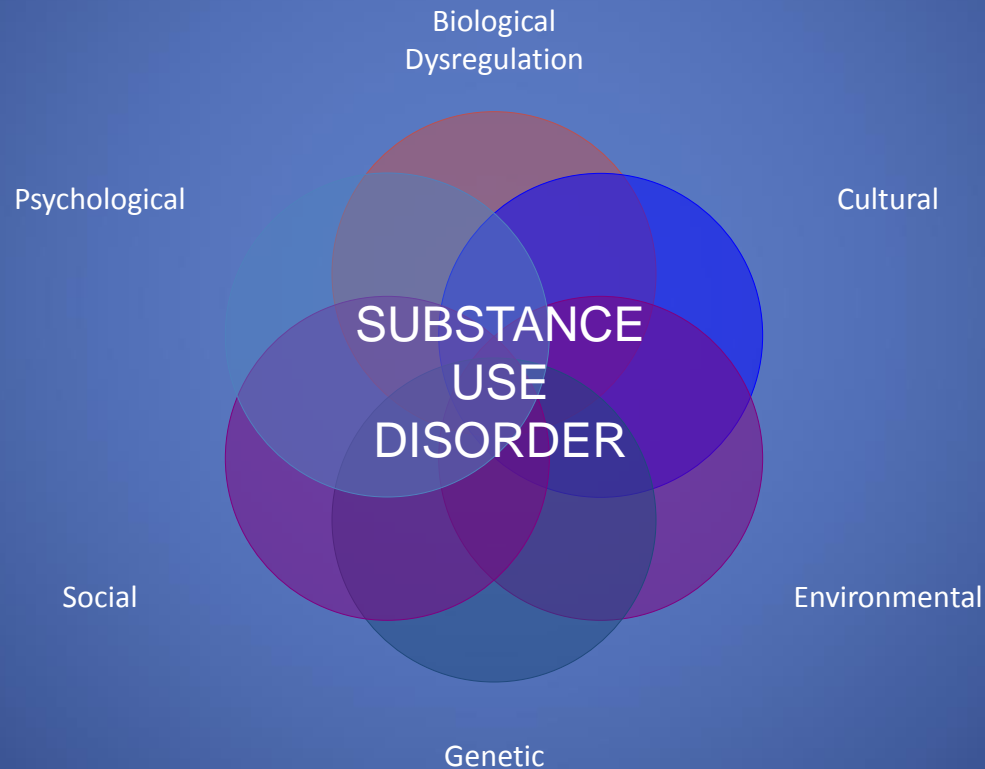 Biological
Dysregulation
Psychological
Cultural
SUBSTANCE
USE
DISORDER
Social
Environmental
Genetic